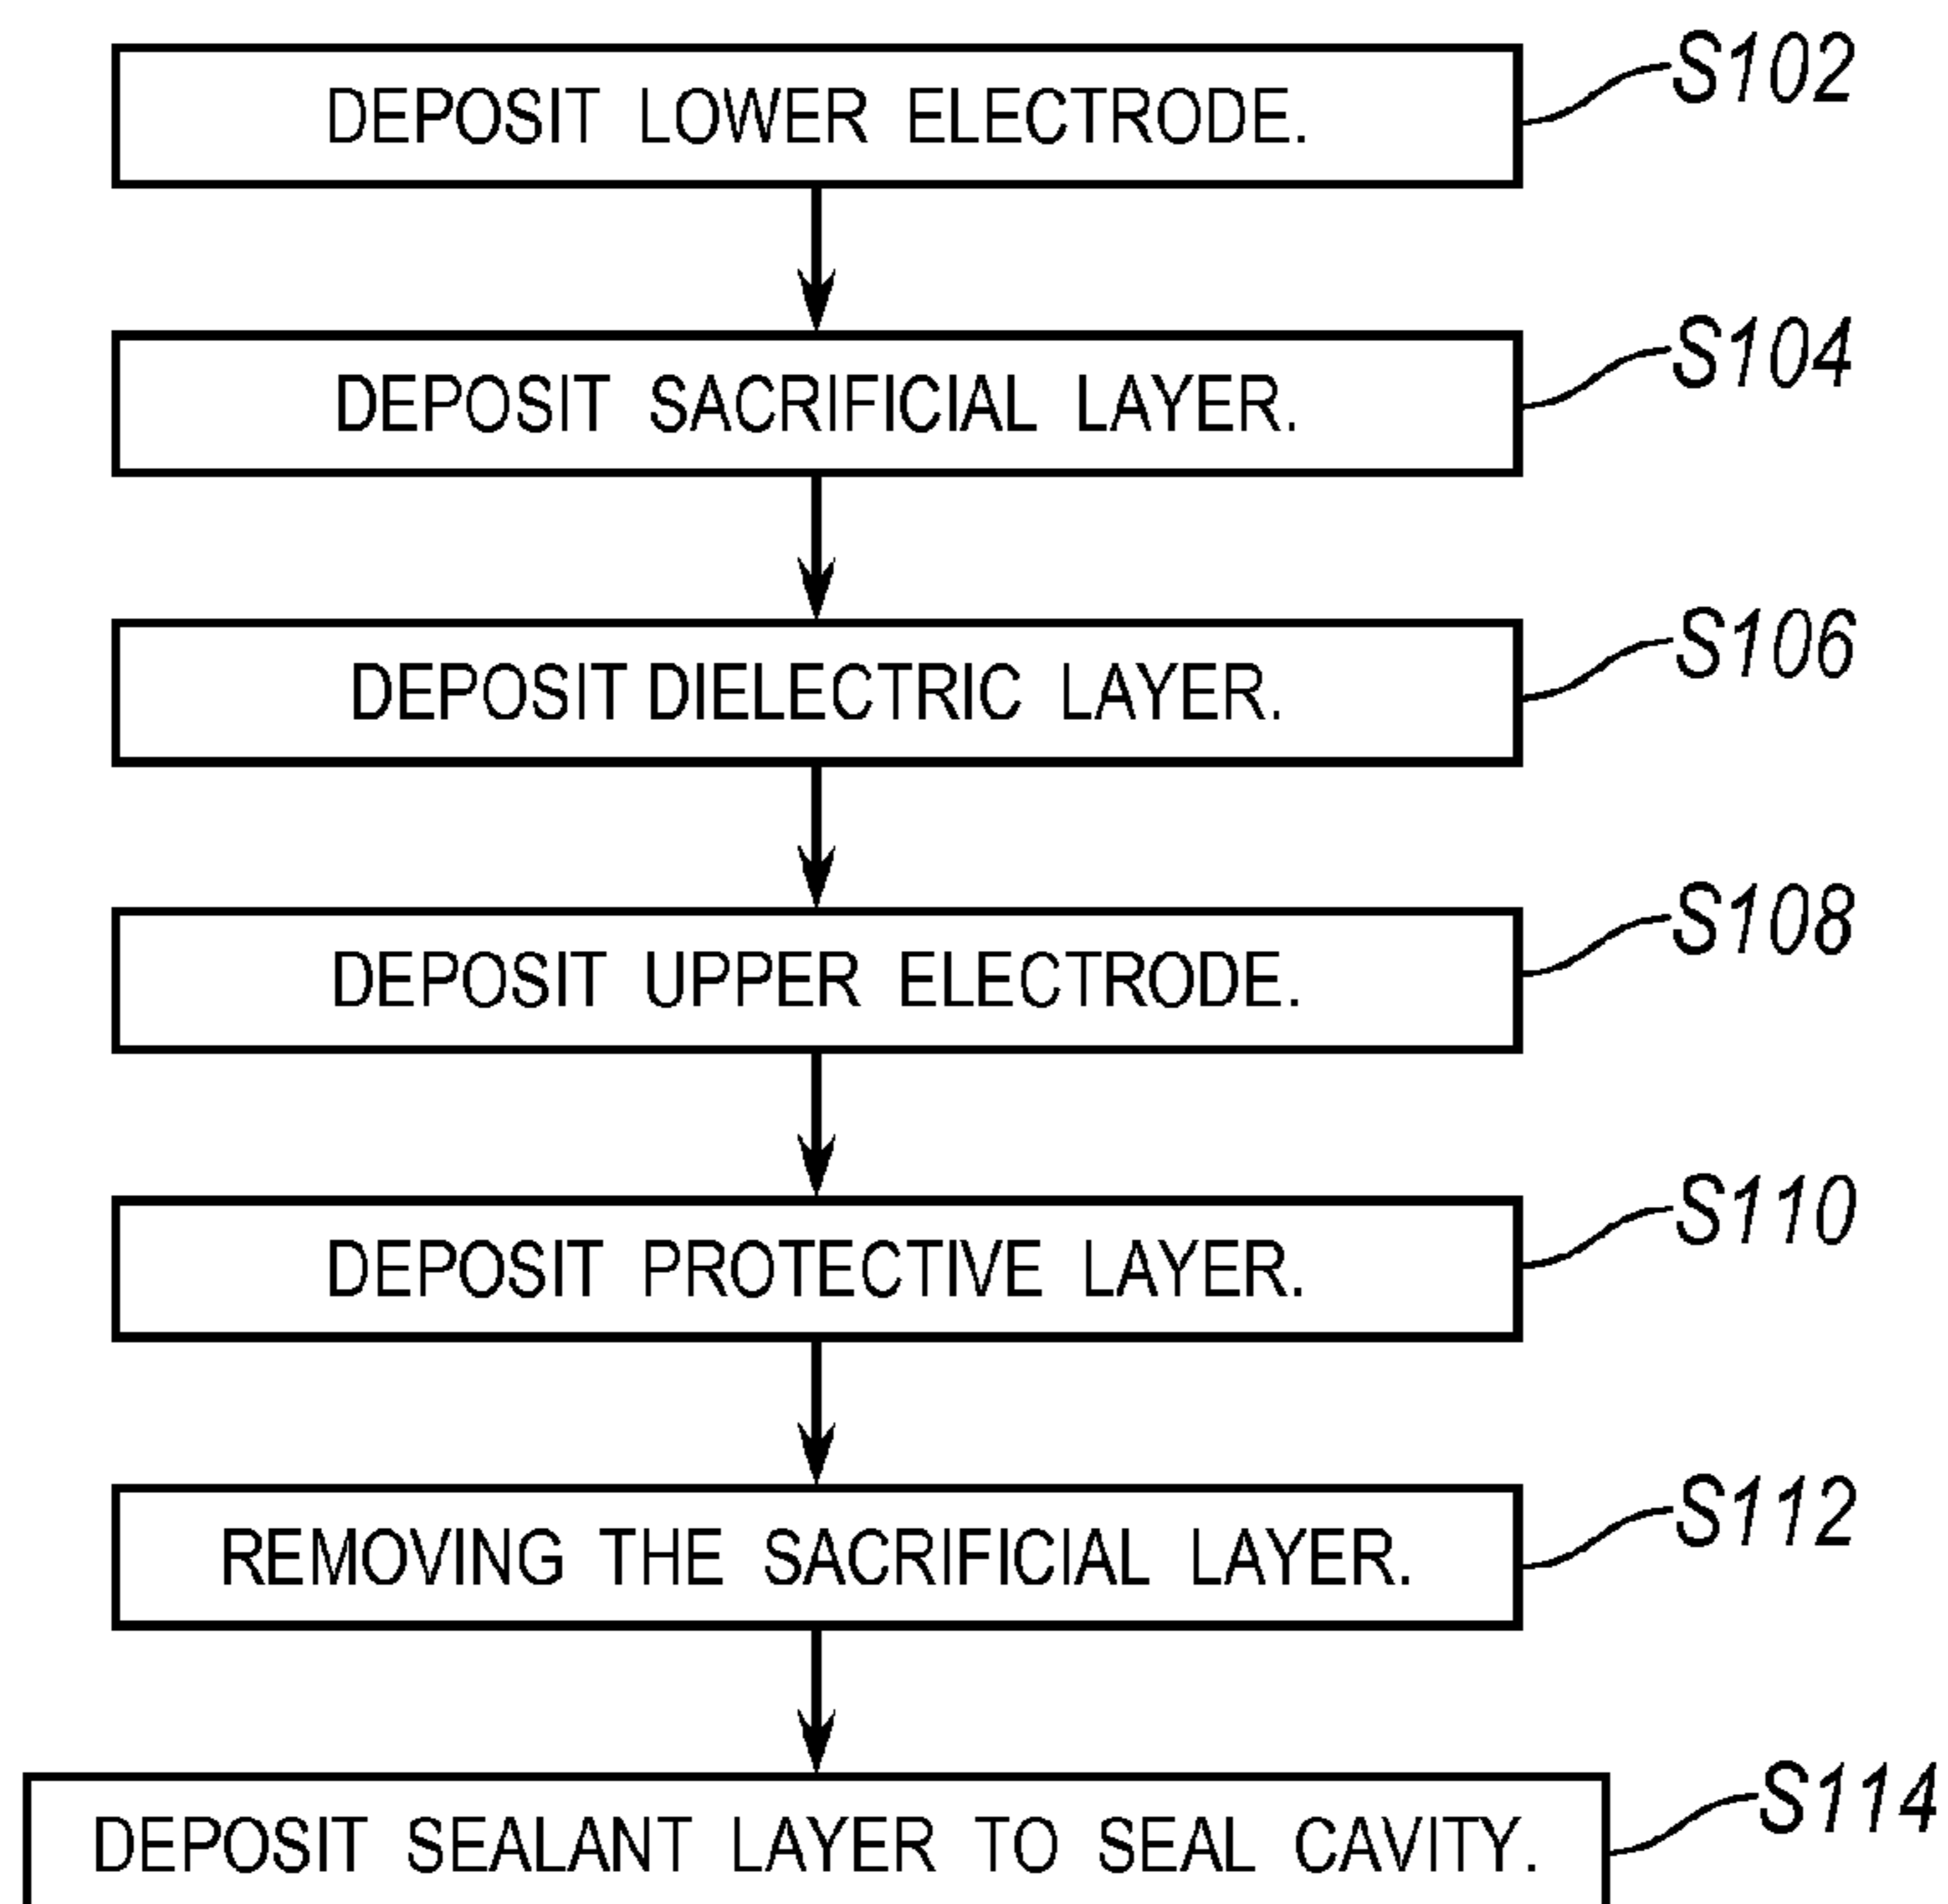 DEPOSIT LOWER ELECTRODE.
S102
DEPOSIT SACRIFICIAL LAYER.
S104
DEPOSIT DIELECTRIC LAYER.
S106
DEPOSIT UPPER ELECTRODE.
S108
DEPOSIT PROTECTIVE LAYER.
S110
REMOVING THE SACRIFICIAL LAYER.
S112
DEPOSIT SEALANT LAYER TO SEAL CAVITY.
S114